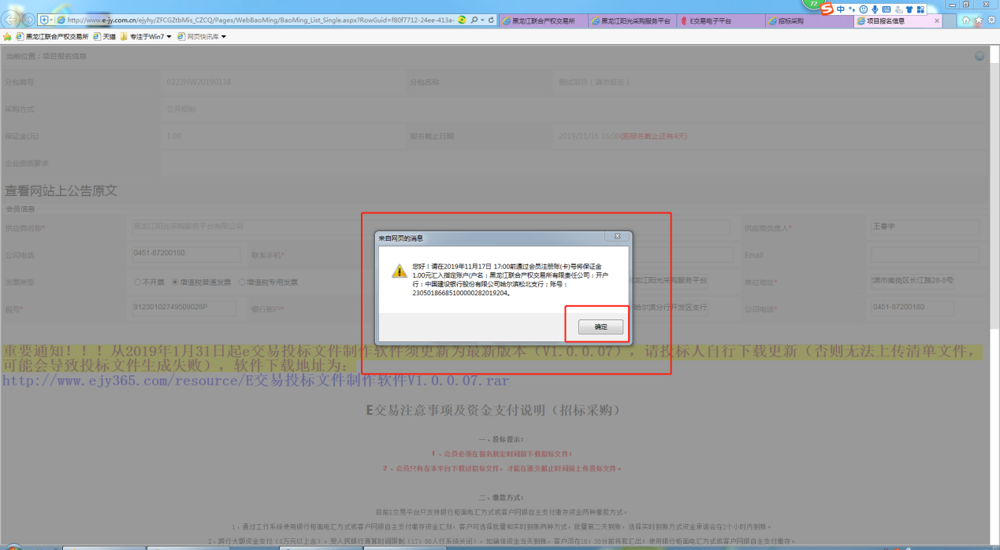 72
中
http://www.e-jy.com.cn/ejyhy/ZFCGZtbMis_CZCQ/Pages/WebBaoMing/BaoMing_List_Single.aspx?RowGuid=f80f7712-24ee-413a-
黑龙江联合产权交易所
黑龙江阳光采购服务平台
E交易电子平台
招标采购
项目报名信息
黑龙江联合产权交易所
天猫
专注于Win7
网页快讯库
当前位置:项目报名信息
分包编号 0222HW20190138 分包名称 测试项目(请勿报名)
采购方式 公开招标
保证金(元) 1.00 报名截止日期 2019/11/16 16:00(距报名截止还有4天)
企业资质要求
查看网站上公告原文
会员信息
供应商名称* 黑龙江阳光采购服务平台有限公司 供应商负责人* 王春宇
公司电话 0451-87200180 联系手机* Email
发票类型 不开票 增值税普通发票 增值税专用发票 龙江阳光采购服务平台 单位地址* 滨市南岗区长江路28-8号
税号* 91230102749509028P 银行账户* 哈尔滨分行开发区支行 公司电话* 0451-87200180
来自网页的消息
您好!请在2019年11月17日 17:00前通过会员注册账(卡)号将保证金
1.00元汇入指定账户(户名:黑龙江联合产权交易所有限责任公司;开户
行:中国建设银行股份有限公司哈尔滨松北支行;账号:
23050186685100000282019204。
确定
重要通知!!!从2019年1月31日起e交易投标文件制作软件须更新为最新版本(V1.0.0.07),请投标人自行下载更新(否则无法上传清单文件,
可能会导致投标文件生成失败),软件下载地址为:
http://www.ejy365.com/resource/E交易投标文件制作软件V1.0.0.07.rar
E交易注意事项及资金支付说明(招标采购)
一、投标提示:
1、会员必须在报名规定时间前下载招标文件;
2、会员只有在本平台下载过招标文件,才能在递交截止时间前上传投标文件。
二、缴款方式:
目前E交易平台只支持银行柜面电汇方式或客户网银自主支付缴存资金两种缴款方式。
1、通过工行系统使用银行柜面电汇方式或客户网银自主支付缴存资金汇划,客户可选择批量和实时到账两种方式,批量第二天到账,选择实时到账方式资金承诺会在2个小时内到账。
2、跨行大额资金支付(5万元以上含),受人民银行清算时间限制(17:00人行系统关闭),如确保资金当天到账,客户须在16:30分前将款汇出;使用银行柜面电汇方式或客户网银自主支付缴存。